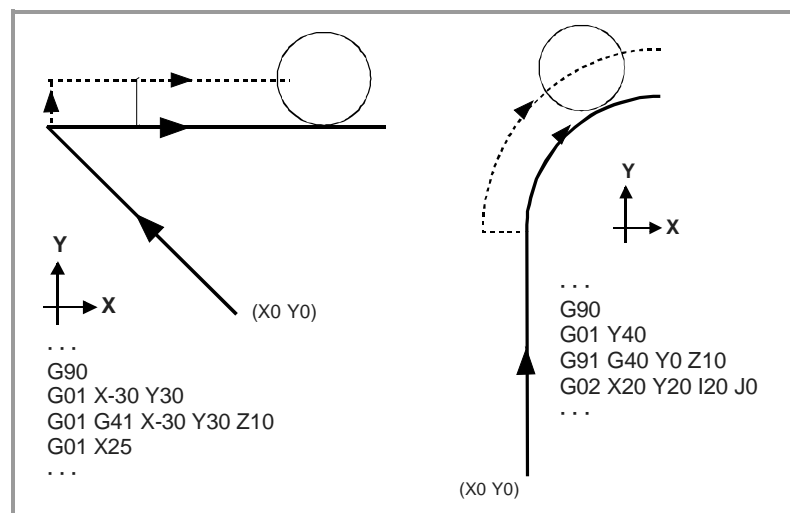 Y
X
(X0 Y0)
. . .
G90
G01 X-30 Y30
G01 G41 X-30 Y30 Z10
G01 X25
. . .
Y
X
. . .
G90
G01 Y40
G91 G40 Y0 Z10
G02 X20 Y20 I20 J0
. . .
(X0 Y0)